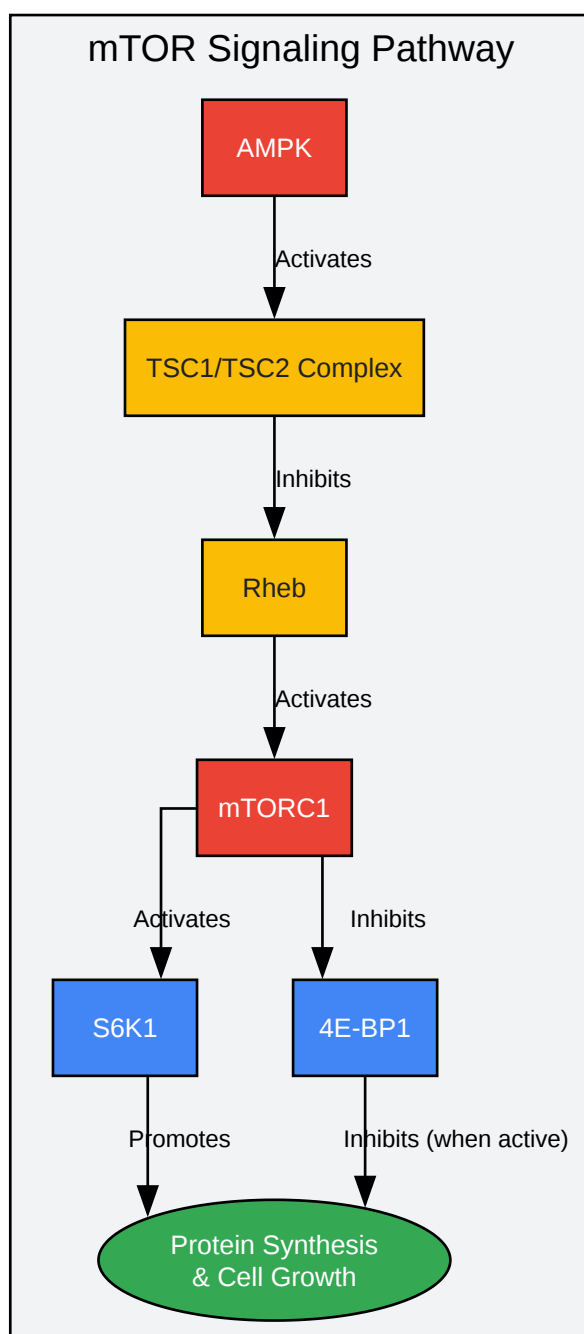 mTOR Signaling Pathway
AMPK
Activates
TSC1/TSC2 Complex
Inhibits
Rheb
Activates
mTORC1
Activates
Inhibits
S6K1
4E-BP1
Promotes
Inhibits (when active)
Protein Synthesis
& Cell Growth